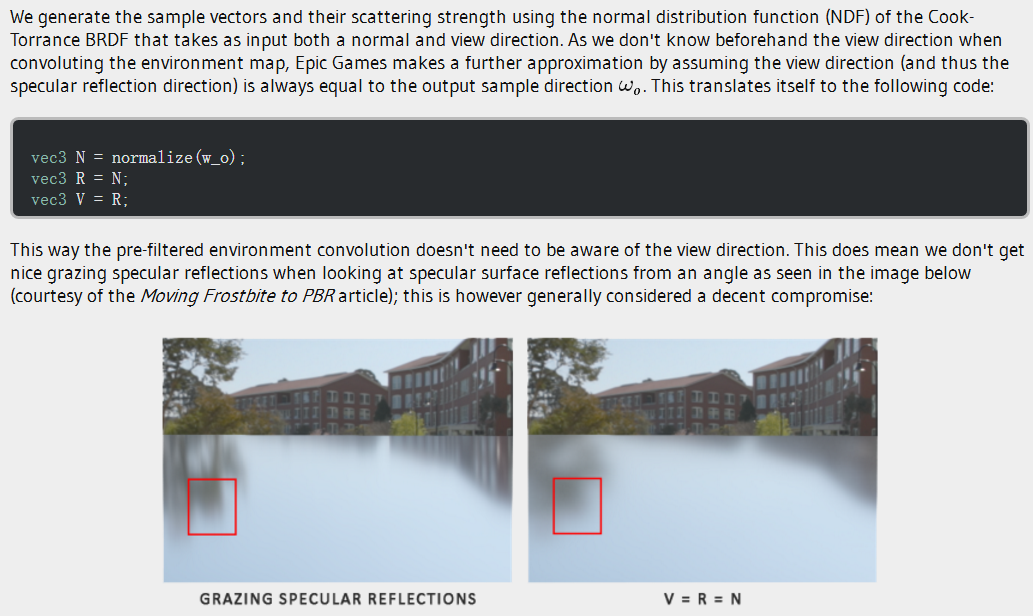 We generate the sample vectors and their scattering strength using the normal distribution function (NDF) of the Cook-
Torrance BRDF that takes as input both a normal and view direction. As we don't know beforehand the view direction when
convoluting the environment map, Epic Games makes a further approximation by assuming the view direction (and thus the
specular reflection direction) is always equal to the output sample direction ωₒ. This translates itself to the following code:
vec3 N = normalize(w_o);
vec3 R = N;
vec3 V = R;
This way the pre-filtered environment convolution doesn't need to be aware of the view direction. This does mean we don't get
nice grazing specular reflections when looking at specular surface reflections from an angle as seen in the image below
(courtesy of the Moving Frostbite to PBR article); this is however generally considered a decent compromise:
GRAZING SPECULAR REFLECTIONS
V = R = N